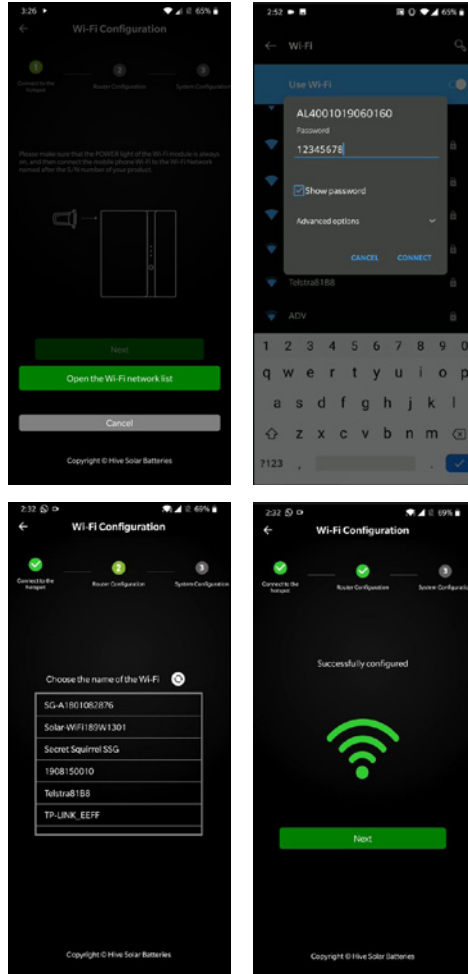 3:26
65%
Wi-Fi Configuration
1
2
3
Connect to the
hotspot
Router Configuration
System Configuration
Please make sure that the POWER light of the Wi-Fi module is always
on, and then connect the mobile phone Wi-Fi to the Wi-Fi Network
named after the S/N number of your product.
Next
Open the Wi-Fi network list
Cancel
Copyright © Hive Solar Batteries
2:52
65%
Wi-Fi
Use Wi-Fi
AL4001019060160
Password
12345678
Show password
Advanced options
CANCEL
CONNECT
Telstra81B8
ADV
1 2 3 4 5 6 7 8 9 0
q w e r t y u i o p
a s d f g h j k l
z x c v b n m
?123 , .
2:32
69%
Wi-Fi Configuration
2
3
Connect to the
hotspot
Router Configuration
System Configuration
Choose the name of the Wi-Fi
SG-A1801082876
Solar-WiFi189W1301
Secret Squirrel SSG
1908150010
Telstra81B8
TP-LINK_EEFF
Copyright © Hive Solar Batteries
2:32
69%
Wi-Fi Configuration
3
Connect to the
hotspot
Router Configuration
System Configuration
Successfully configured
Next
Copyright © Hive Solar Batteries